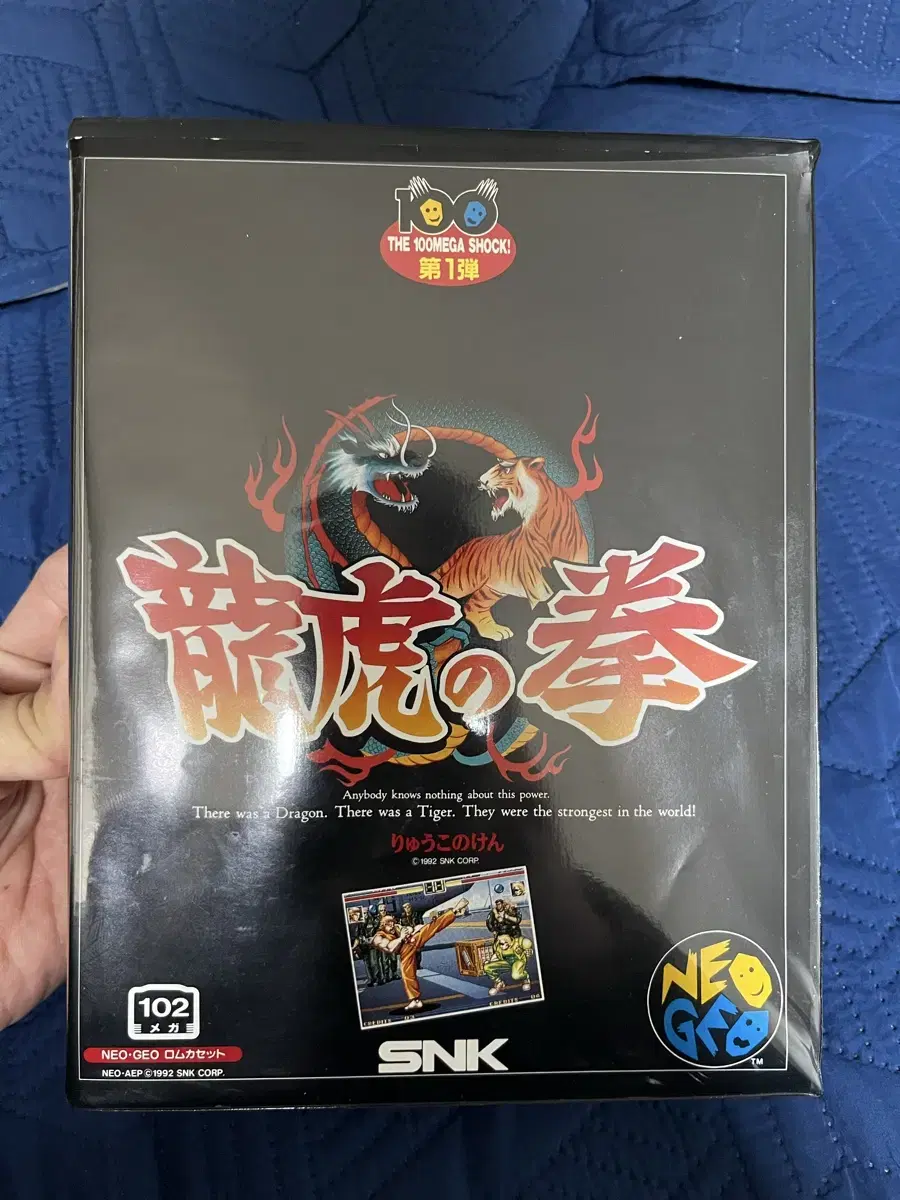 100
THE 100MEGA SHOCK!
第1弾
龍虎の拳
Anybody knows nothing about this power.
There was a Dragon. There was a Tiger. They were the strongest in the world!
りゅうこのけん
©1992 SNK CORP.
CREDITS
CREDITS
102
メガ
NEO•GEO ロムカセット
NEO•AEP ©1992 SNK CORP.
SNK
NEO
GEO
TM